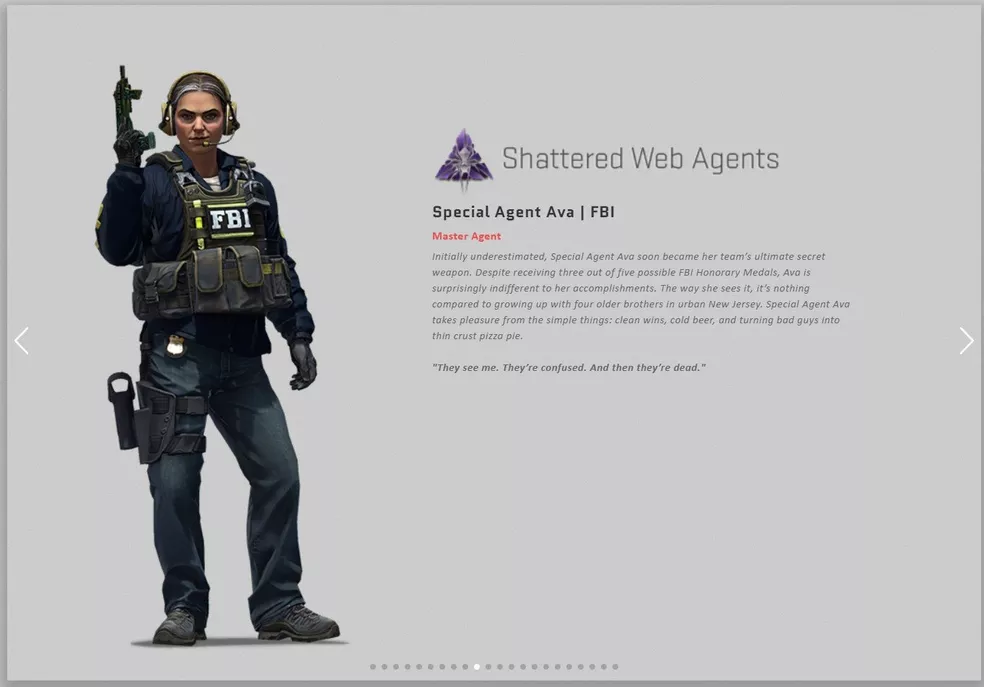 Shattered Web Agents
Special Agent Ava | FBI
Master Agent
Initially underestimated, Special Agent Ava soon became her team's ultimate secret
weapon. Despite receiving three out of five possible FBI Honorary Medals, Ava is
surprisingly indifferent to her accomplishments. The way she sees it, it's nothing
compared to growing up with four older brothers in urban New Jersey. Special Agent Ava
takes pleasure from the simple things: clean wins, cold beer, and turning bad guys into
thin crust pizza pie.
"They see me. They're confused. And then they're dead."
FBI